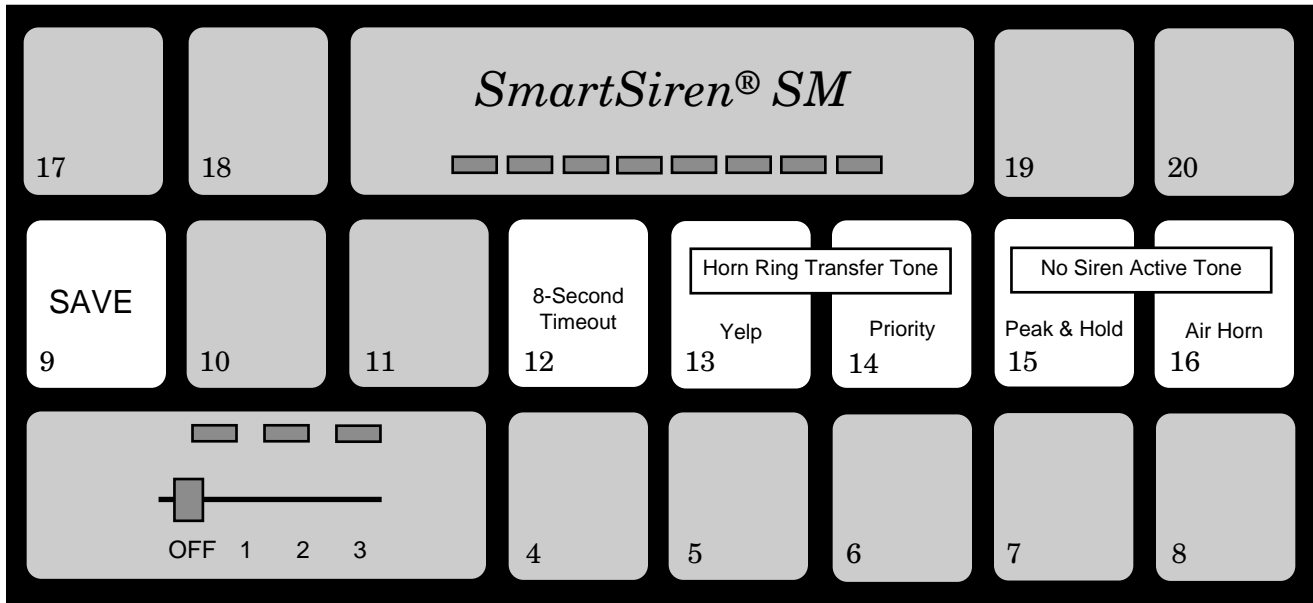 SmartSiren® SM
17
18
19
20
SAVE
9
10
11
8-Second
Timeout
12
Horn Ring Transfer Tone
Yelp
13
Priority
14
No Siren Active Tone
Peak & Hold
15
Air Horn
16
OFF 1 2 3
4
5
6
7
8